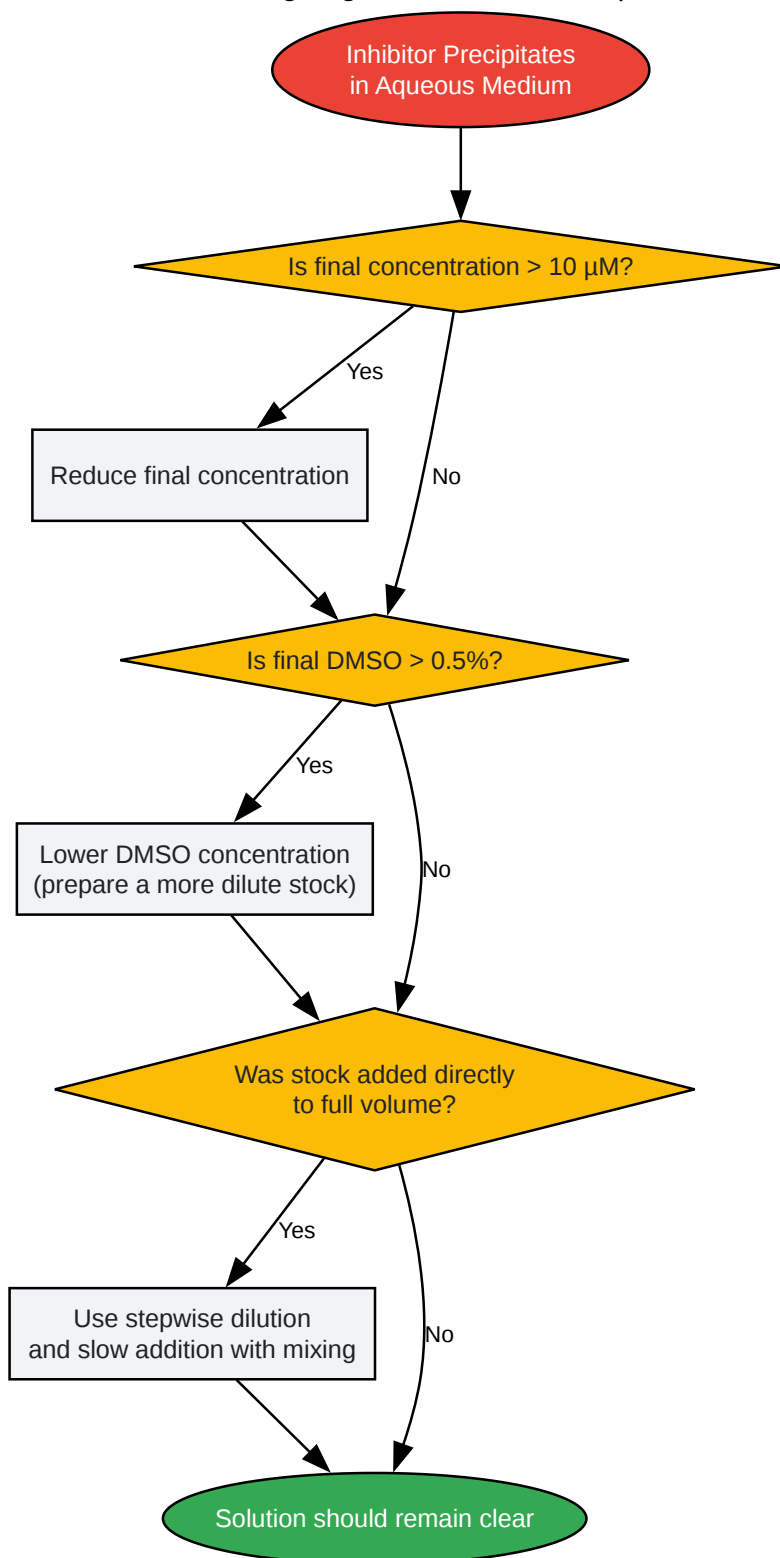 Inhibitor Precipitates
in Aqueous Medium
Is final concentration > 10 µM?
Yes
Reduce final concentration
No
Is final DMSO > 0.5%?
Yes
Lower DMSO concentration
(prepare a more dilute stock)
No
Was stock added directly
to full volume?
Yes
Use stepwise dilution
and slow addition with mixing
No
Solution should remain clear